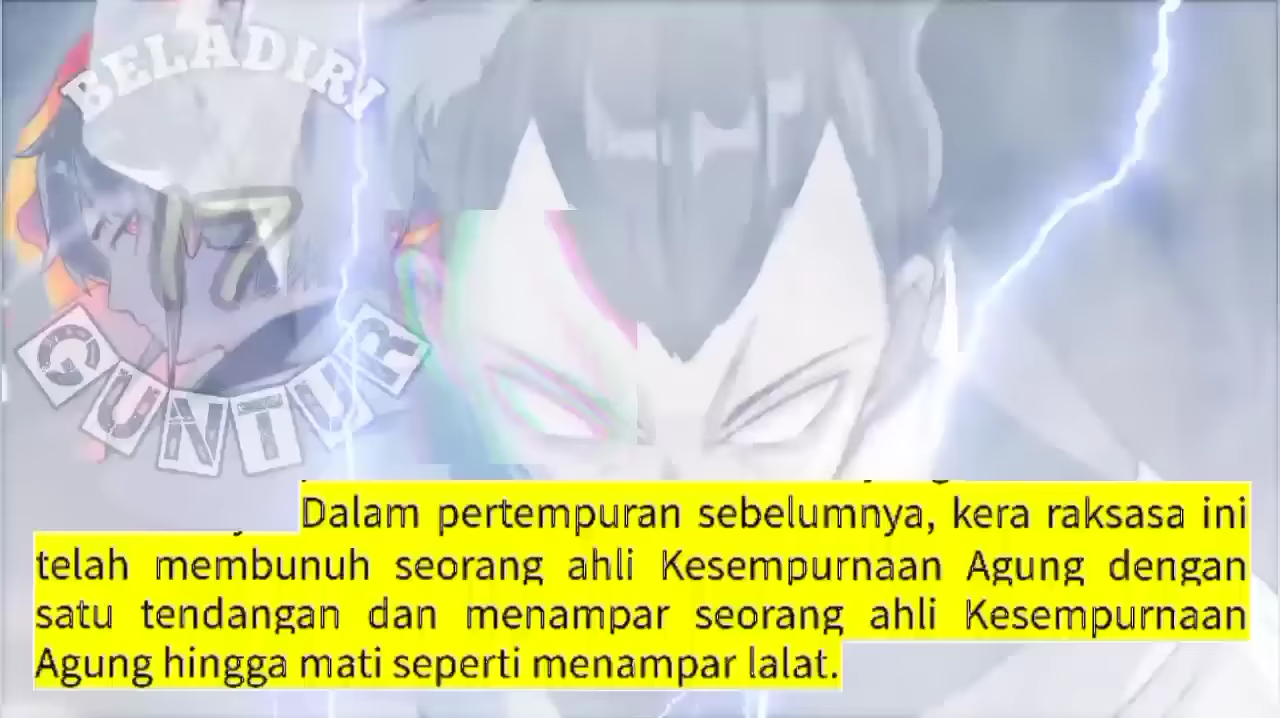 BELADIRI
17
GUNTUR
Dalam pertempuran sebelumnya, kera raksasa ini
telah membunuh seorang ahli Kesempurnaan Agung dengan
satu tendangan dan menampar seorang ahli Kesempurnaan
Agung hingga mati seperti menampar lalat.